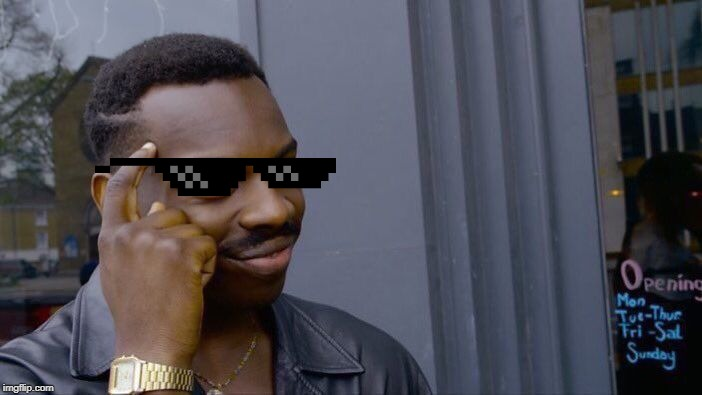 Opening
Mon
Tue-Thur
Fri-Sat
Sunday
imgflip.com